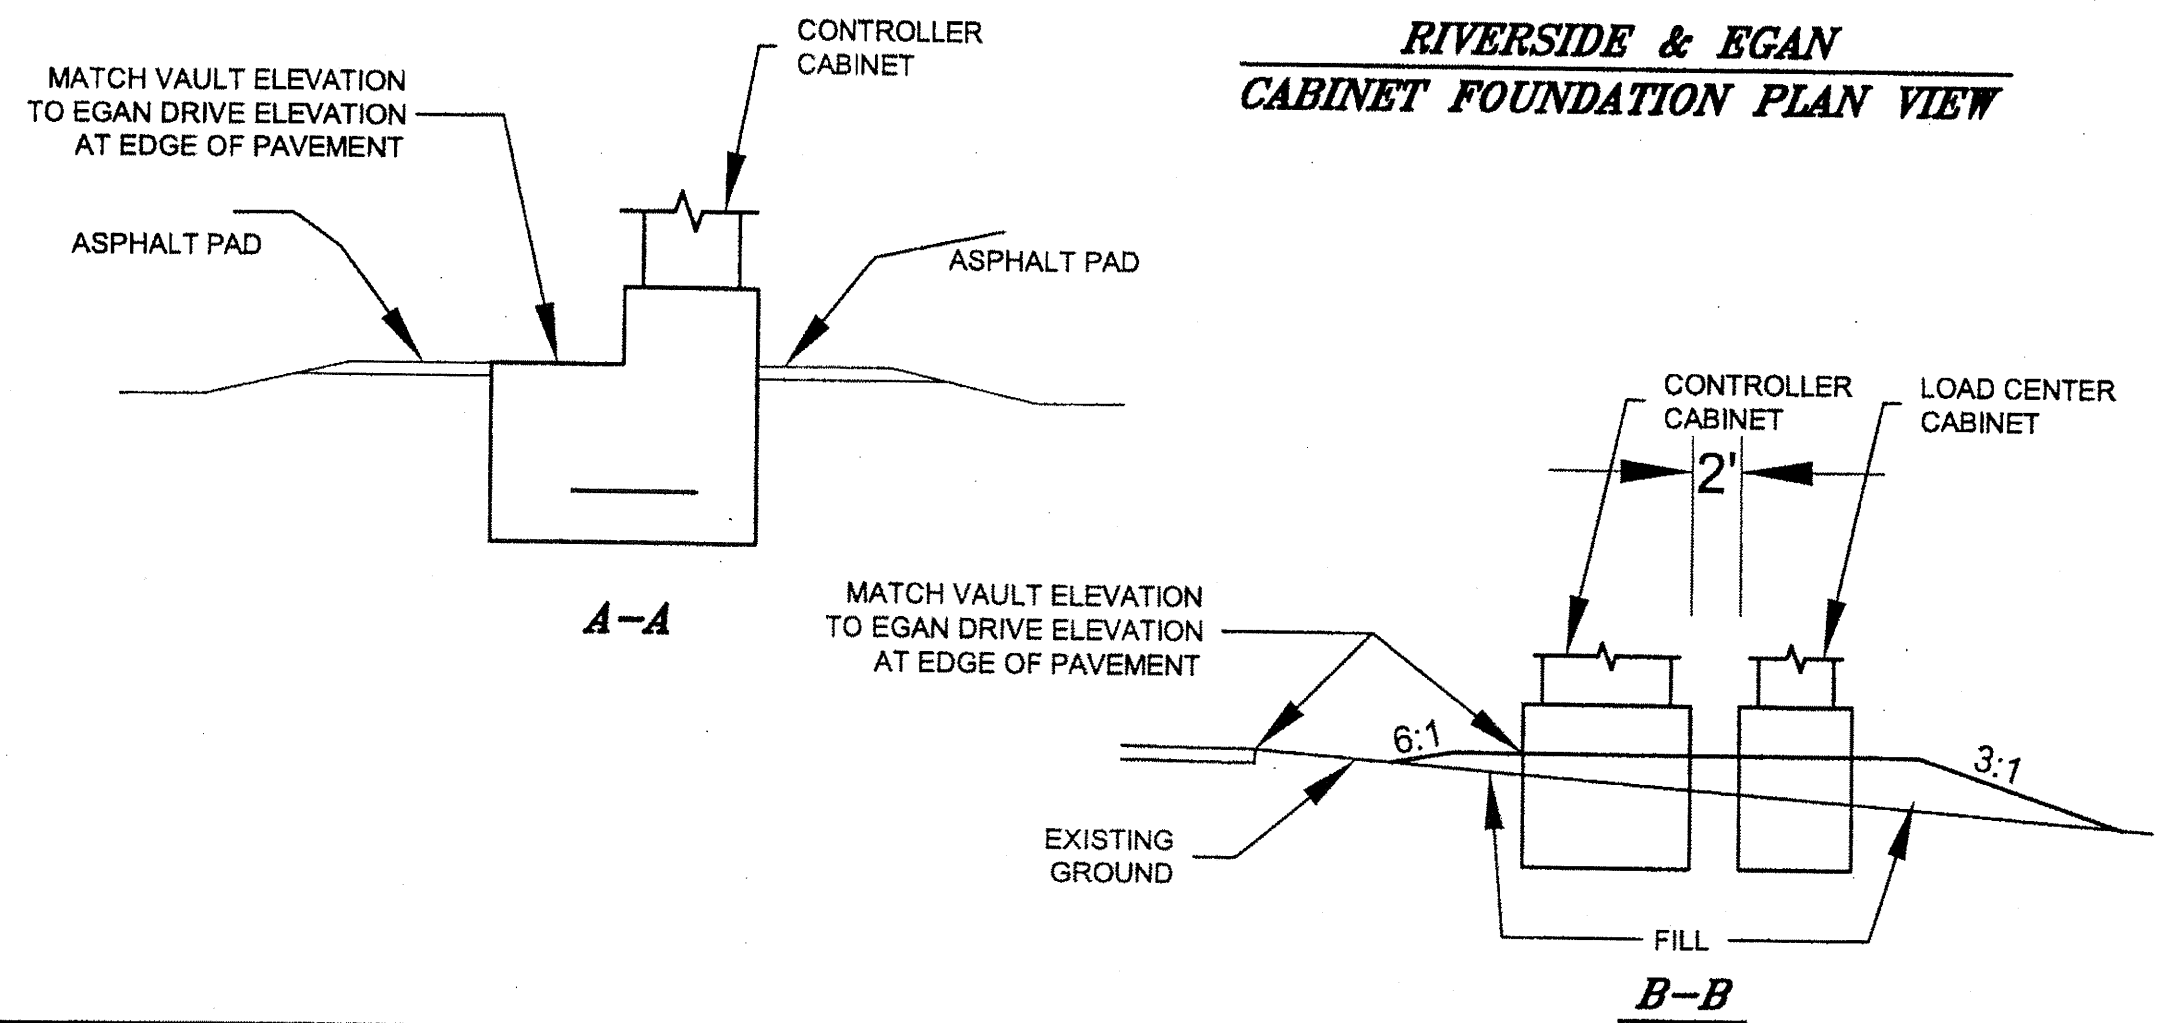 RIVERSIDE & EGAN
CABINET FOUNDATION PLAN VIEW
CONTROLLER
CABINET
MATCH VAULT ELEVATION
TO EGAN DRIVE ELEVATION
AT EDGE OF PAVEMENT
ASPHALT PAD
ASPHALT PAD
A-A
CONTROLLER
CABINET
LOAD CENTER
CABINET
2'
MATCH VAULT ELEVATION
TO EGAN DRIVE ELEVATION
AT EDGE OF PAVEMENT
6:1
3:1
EXISTING
GROUND
FILL
B-B